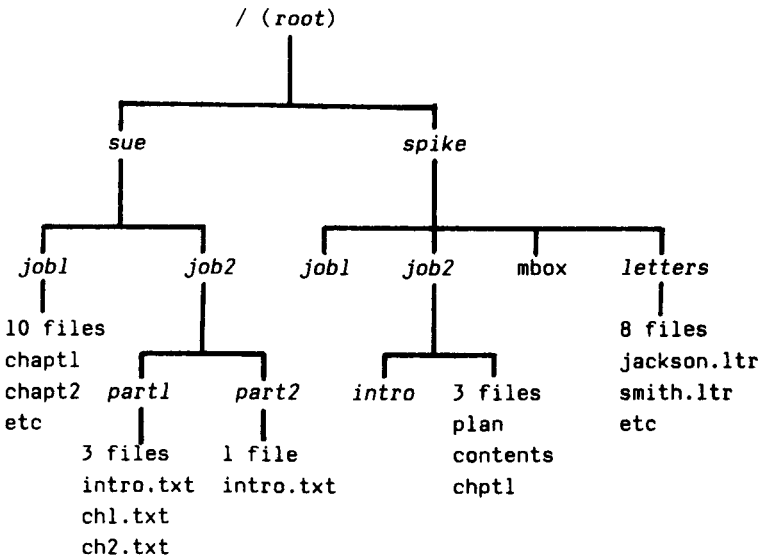 / (root)
sue spike
job1 job2 job1 job2 mbox letters
10 files
chapt1
chapt2
etc
part1 part2
3 files
intro.txt
ch1.txt
ch2.txt
1 file
intro.txt
intro
3 files
plan
contents
chpt1
8 files
jackson.ltr
smith.ltr
etc